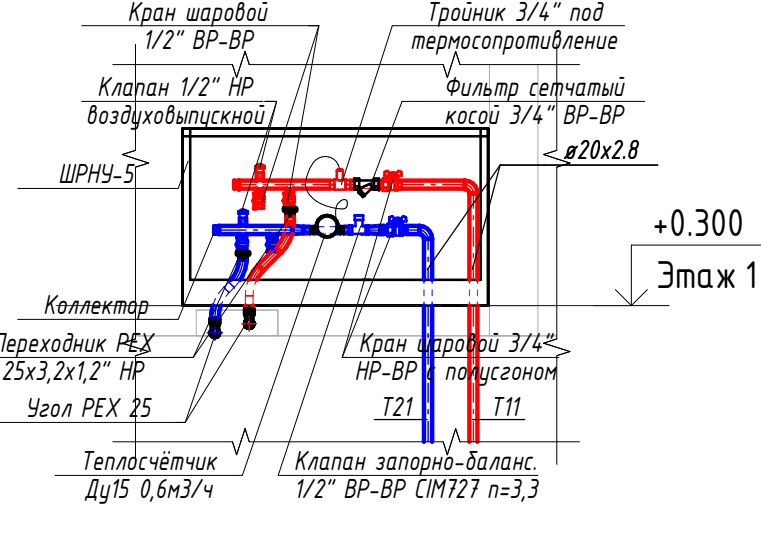 Кран шаровой
1/2" ВР-ВР
Тройник 3/4" под
термосопротивление
Клапан 1/2" НР
воздуховыпускной
Фильтр сетчатый
косой 3/4" ВР-ВР
ø20x2.8
ШРНУ-5
+0.300
Этаж 1
Коллектор
Переходник PEX
25х3,2х1,2" НР
Кран шаровой 3/4"
НР-ВР с полусгоном
Угол PEX 25
T21
T11
Теплосчётчик
Ду15 0,6м3/ч
Клапан запорно-баланс.
1/2" ВР-ВР CIM727 n=3,3